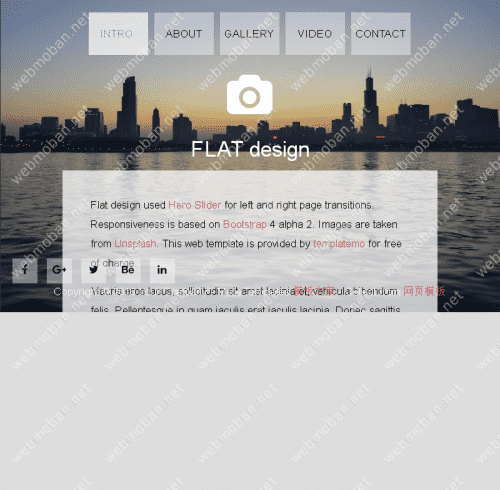 INTRO ABOUT GALLERY VIDEO CONTACT
FLAT design
Flat design used Hero Slider for left and right page transitions.
Responsiveness is based on Bootstrap 4 alpha 2. Images are taken
from Unsplash. This web template is provided by templatemo for free
of charge.
Mauris eros lacus, sollicitudin sit amet lacinia et, vehicula bibendum
felis. Pellentesque in quam iaculis erat iaculis lacinia. Donec sagittis
网页模板
f G+ Bē in
webmoban.net